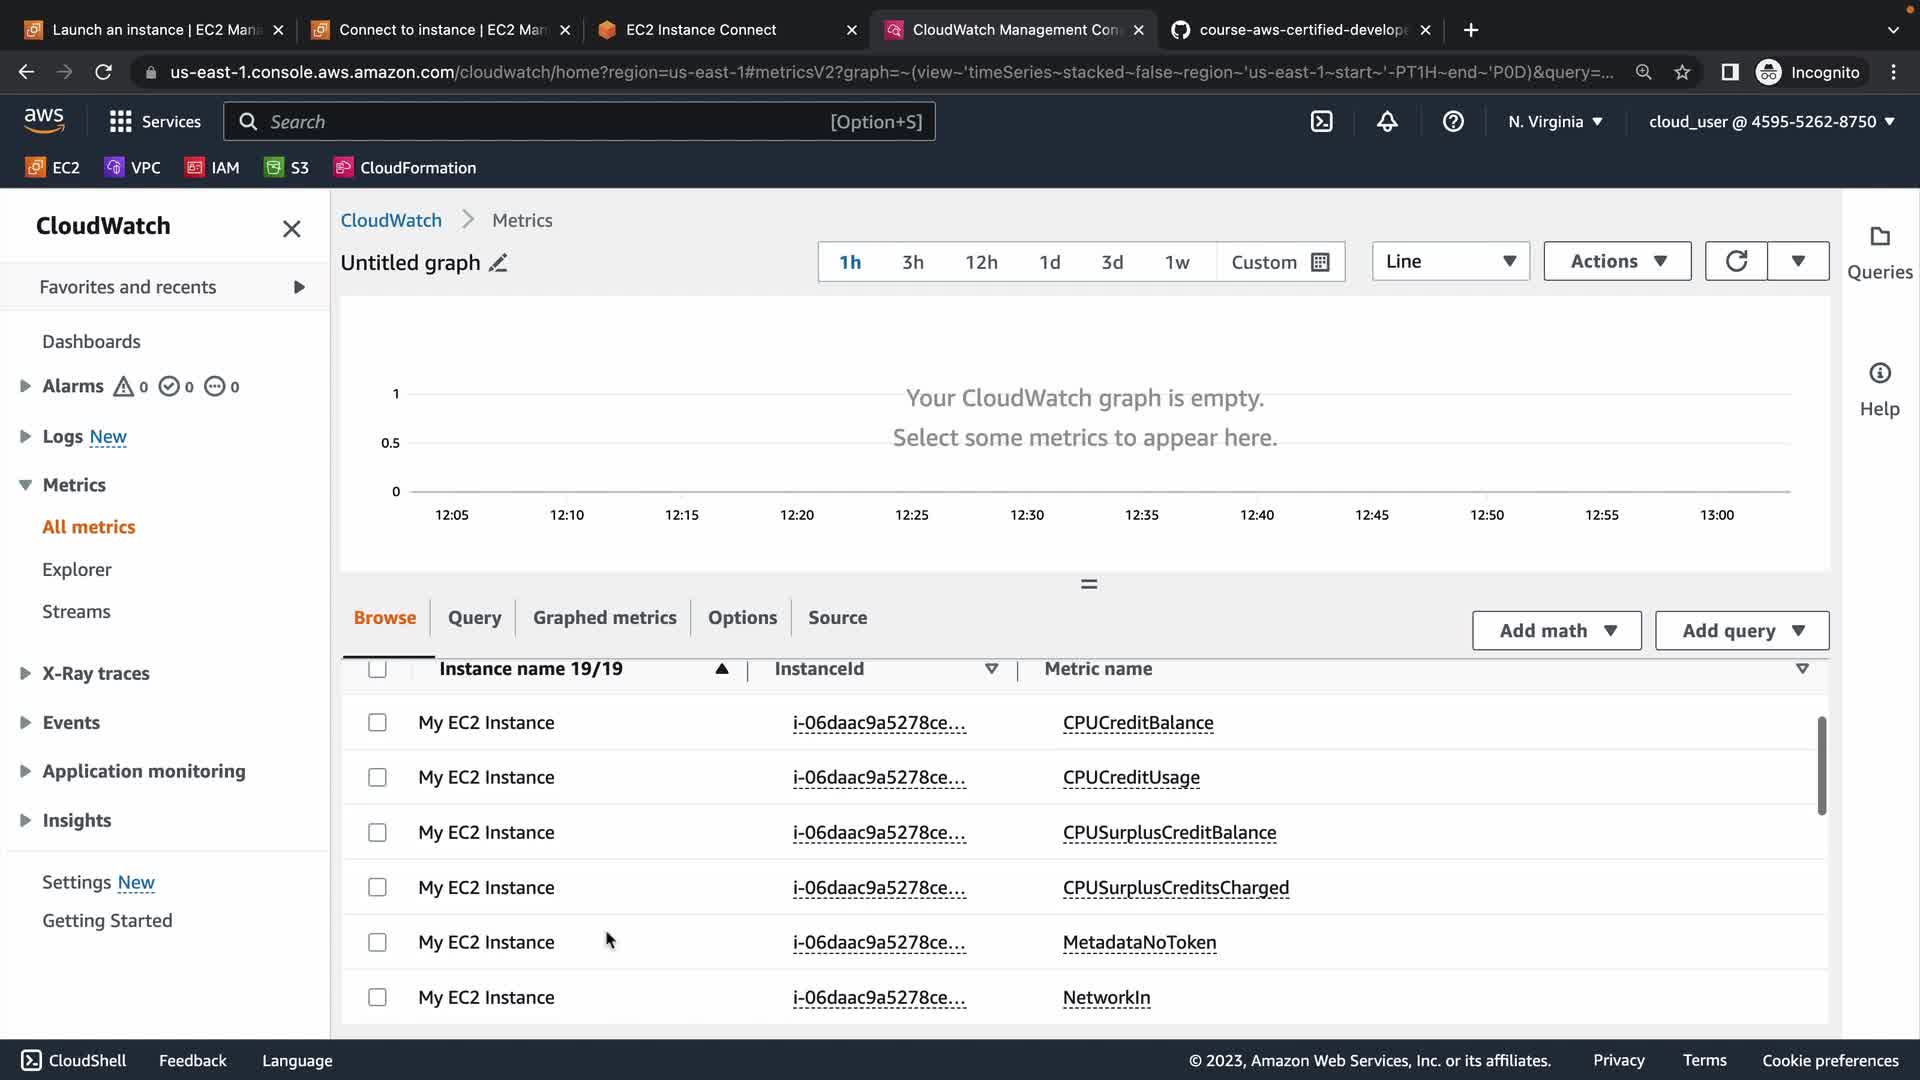 Launch an instance | EC2 Mana
Connect to instance | EC2 Man
EC2 Instance Connect
CloudWatch Management Con
course-aws-certified-develope
us-east-1.console.aws.amazon.com/cloudwatch/home?region=us-east-1#metricsV2?graph=~(view~'timeSeries~stacked~false~region~'us-east-1~start~'-PT1H~end~'P0D)&query=...
Incognito
aws
Services
Search
[Option+S]
N. Virginia
cloud_user @ 4595-5262-8750
EC2
VPC
IAM
S3
CloudFormation
CloudWatch
Favorites and recents
Dashboards
Alarms 0 0 0
Logs New
Metrics
All metrics
Explorer
Streams
X-Ray traces
Events
Application monitoring
Insights
Settings New
Getting Started
CloudWatch
Metrics
Untitled graph
1h 3h 12h 1d 3d 1w Custom
Line
Actions
Queries
Help
Your CloudWatch graph is empty.
Select some metrics to appear here.
1
0.5
0
12:05 12:10 12:15 12:20 12:25 12:30 12:35 12:40 12:45 12:50 12:55 13:00
Browse
Query
Graphed metrics
Options
Source
Add math
Add query
Instance name 19/19 InstanceId Metric name
My EC2 Instance i-06daac9a5278ce... CPUCreditBalance
My EC2 Instance i-06daac9a5278ce... CPUCreditUsage
My EC2 Instance i-06daac9a5278ce... CPUSurplusCreditBalance
My EC2 Instance i-06daac9a5278ce... CPUSurplusCreditsCharged
My EC2 Instance i-06daac9a5278ce... MetadataNoToken
My EC2 Instance i-06daac9a5278ce... NetworkIn
CloudShell
Feedback
Language
© 2023, Amazon Web Services, Inc. or its affiliates.
Privacy
Terms
Cookie preferences